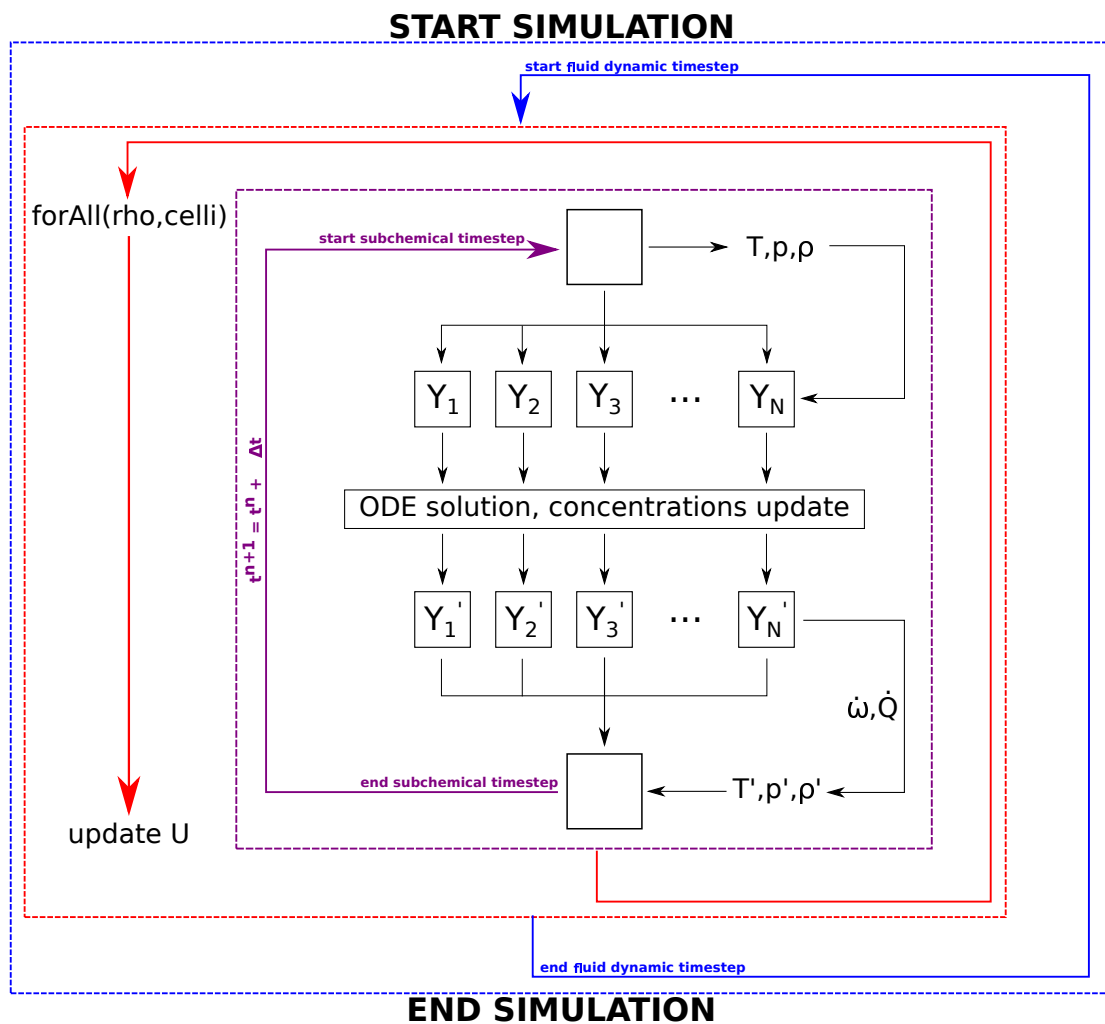 START SIMULATION
start fluid dynamic timestep
forAll(rho,celli)
start subchemical timestep
T,p,ρ
Y1 Y2 Y3 ... YN
tn+1 = tn + Δt
ODE solution, concentrations update
Y1' Y2' Y3' ... YN'
ω̇,Q̇
end subchemical timestep
T',p',ρ'
update U
end fluid dynamic timestep
END SIMULATION